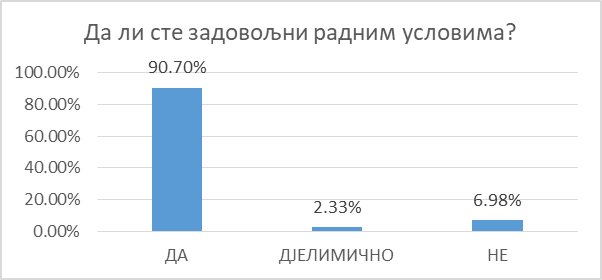 Да ли сте задовољни радним условима?
100.00%
80.00%
60.00%
40.00%
20.00%
0.00%
90.70%
2.33%
6.98%
ДА
ДЈЕЛИМИЧНО
НЕ